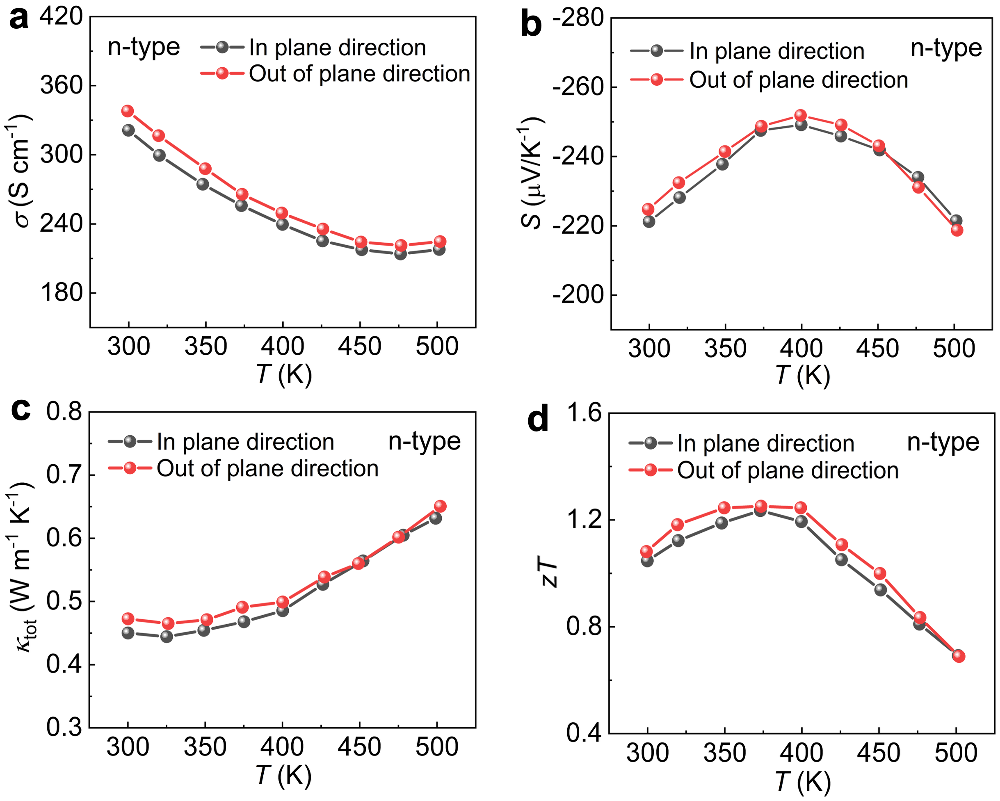 a
420
360
300
240
180
σ (S cm⁻¹)
n-type
In plane direction
Out of plane direction
300 350 400 450 500
T (K)
b
-280
-260
-240
-220
-200
S (μV/K⁻¹)
In plane direction
Out of plane direction
n-type
300 350 400 450 500
T (K)
c
0.8
0.7
0.6
0.5
0.4
0.3
κtot (W m⁻¹ K⁻¹)
In plane direction
Out of plane direction
n-type
300 350 400 450 500
T (K)
d
1.6
1.2
0.8
0.4
zT
In plane direction
Out of plane direction
n-type
300 350 400 450 500
T (K)